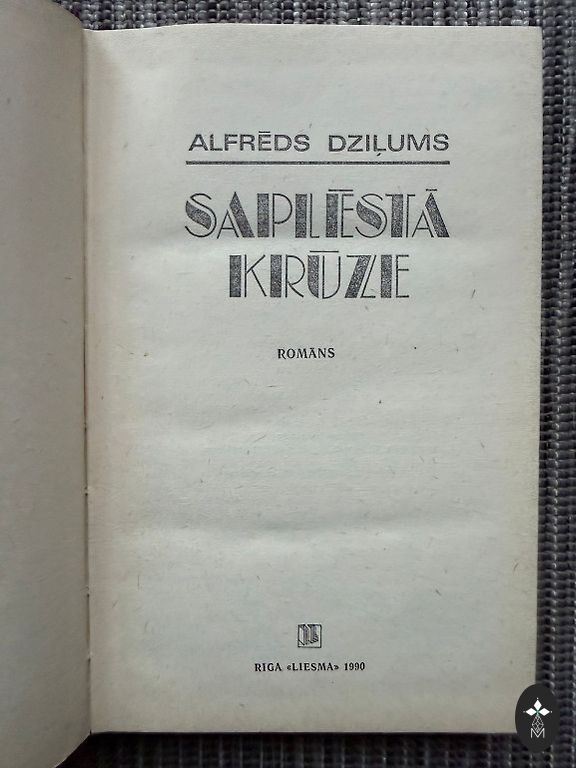 ALFRĒDS DZIĻUMS
SAPLĒSTĀ
KRŪZE
ROMĀNS
RIGA «LIESMA» 1990
M